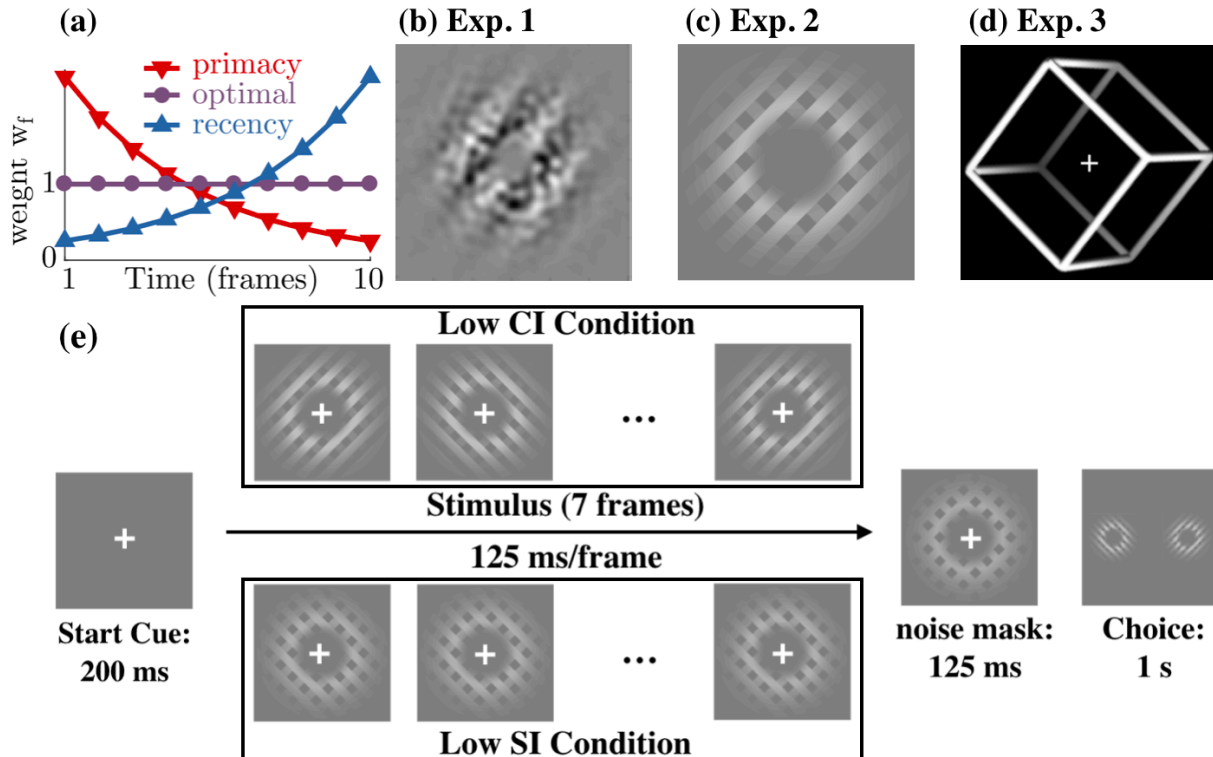 (a)
primacy
optimal
recency
weight w_f
1
0
1
Time (frames)
10
(b) Exp. 1
(c) Exp. 2
(d) Exp. 3
(e)
Low CI Condition
...
Stimulus (7 frames)
125 ms/frame
...
Low SI Condition
Start Cue:
200 ms
noise mask:
125 ms
Choice:
1 s